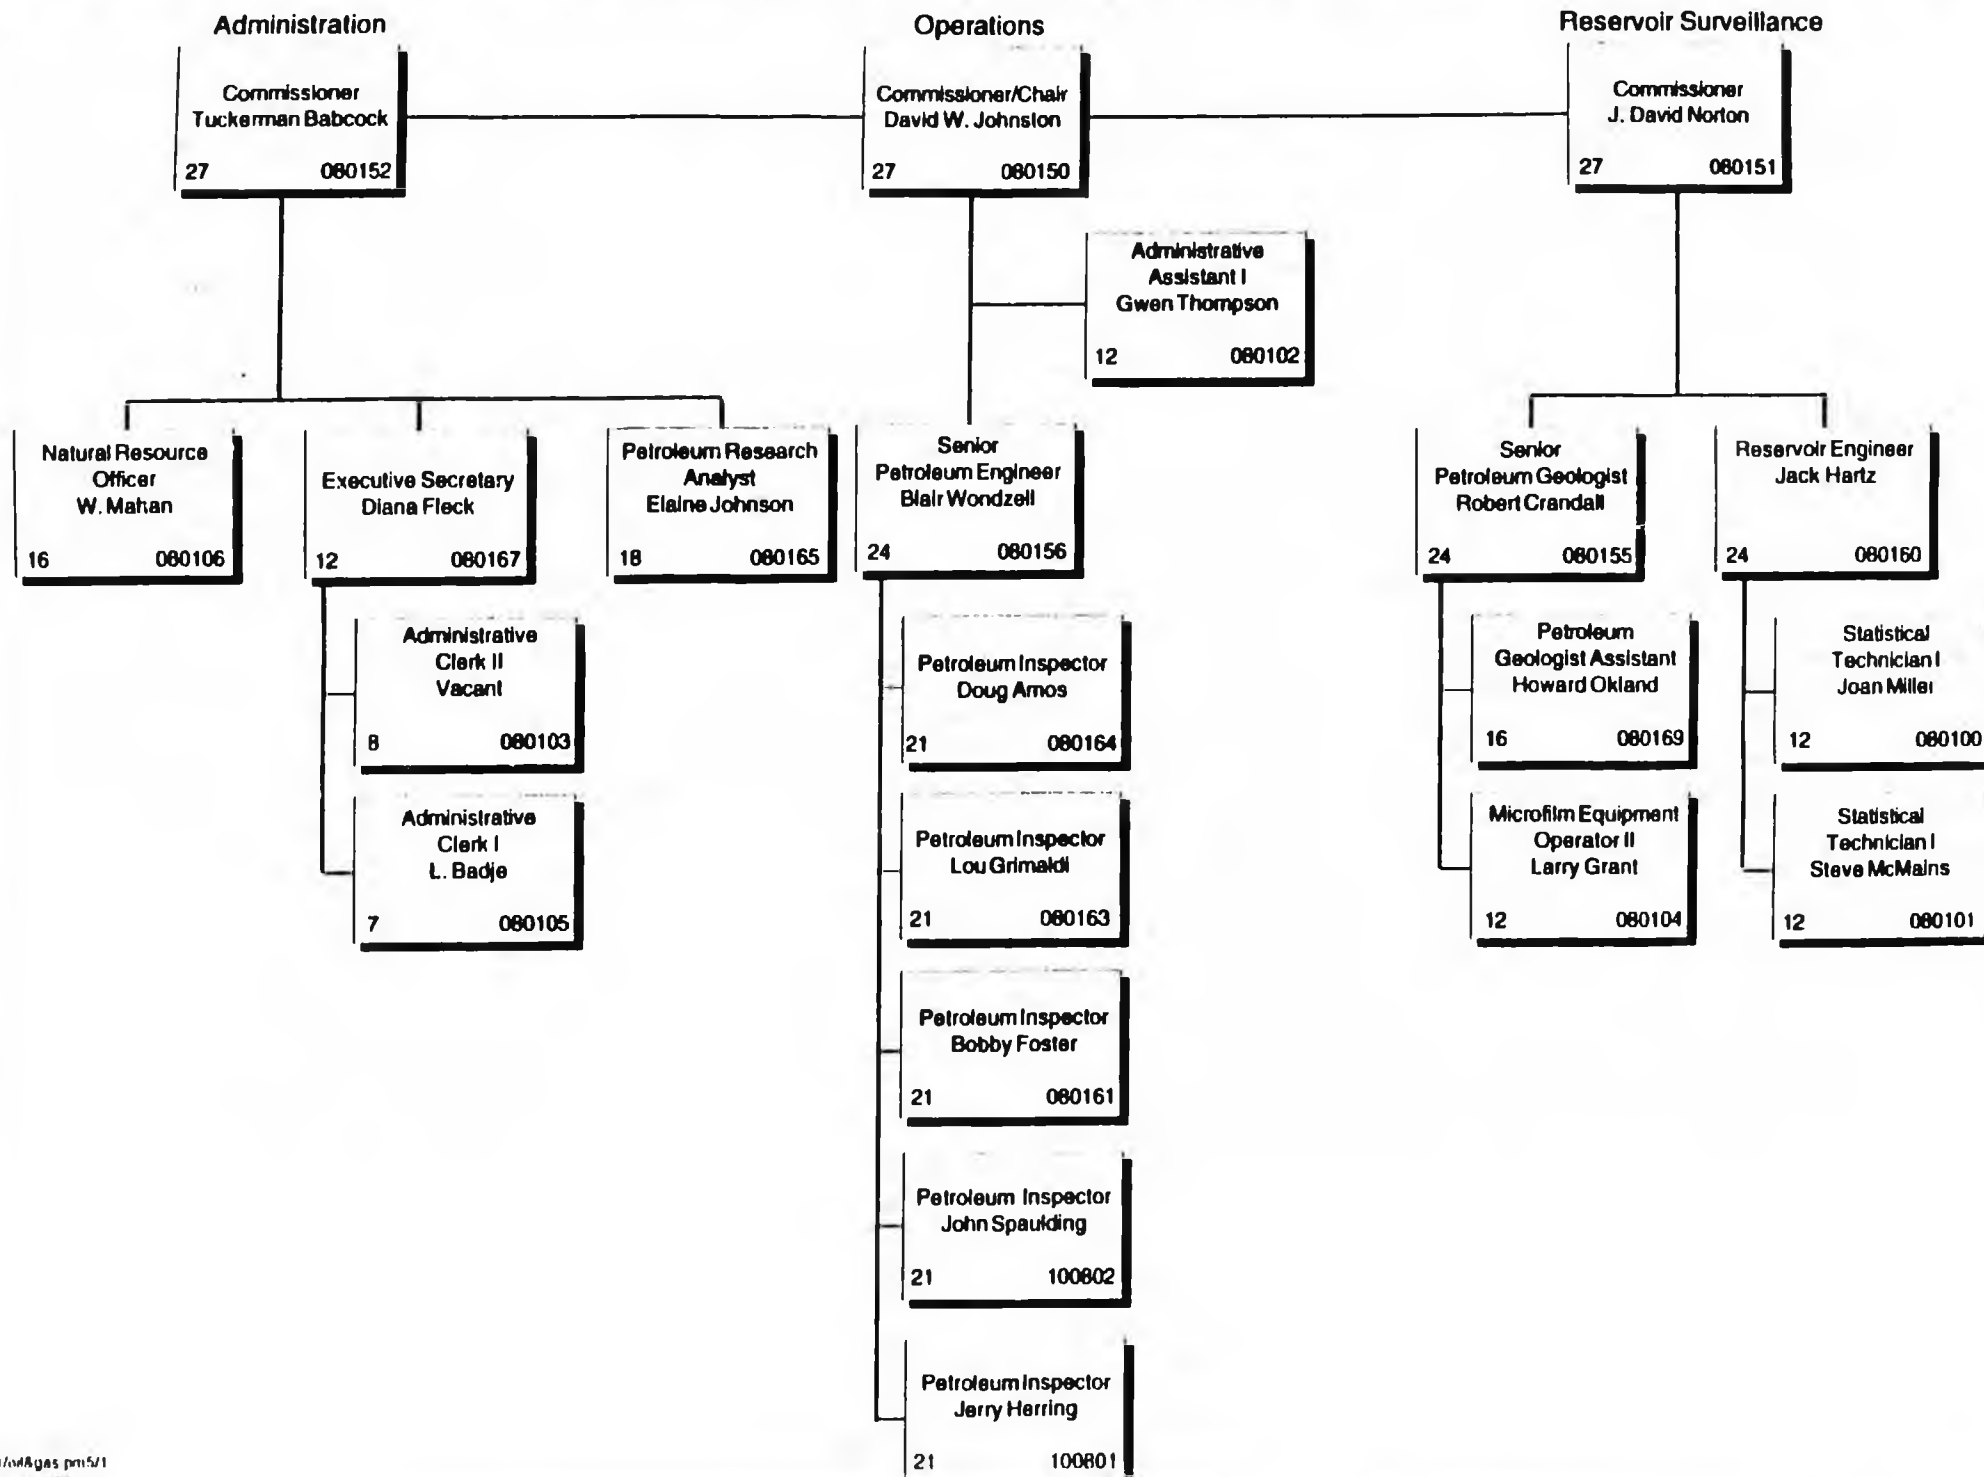 Administration
Commissioner
Tuckerman Babcock
27 080152
Operations
Commissioner/Chair
David W. Johnston
27 080150
Reservoir Surveillance
Commissioner
J. David Norton
27 080151
Administrative
Assistant I
Gwen Thompson
12 080102
Natural Resource
Officer
W. Mahan
16 080106
Executive Secretary
Diana Fleck
12 080167
Petroleum Research
Analyst
Elaine Johnson
18 080165
Senior
Petroleum Engineer
Blair Wondzell
24 080156
Senior
Petroleum Geologist
Robert Crandall
24 080155
Reservoir Engineer
Jack Hartz
24 080160
Administrative
Clerk II
Vacant
8 080103
Administrative
Clerk I
L. Badje
7 080105
Petroleum Inspector
Doug Amos
21 080164
Petroleum Inspector
Lou Grimaldi
21 080163
Petroleum Inspector
Bobby Foster
21 080161
Petroleum Inspector
John Spaulding
21 100802
Petroleum Inspector
Jerry Herring
21 100801
Petroleum
Geologist Assistant
Howard Okland
16 080169
Microfilm Equipment
Operator II
Larry Grant
12 080104
Statistical
Technician I
Joan Miller
12 080100
Statistical
Technician I
Steve McMains
12 080101
/oil&gas.pm5/1